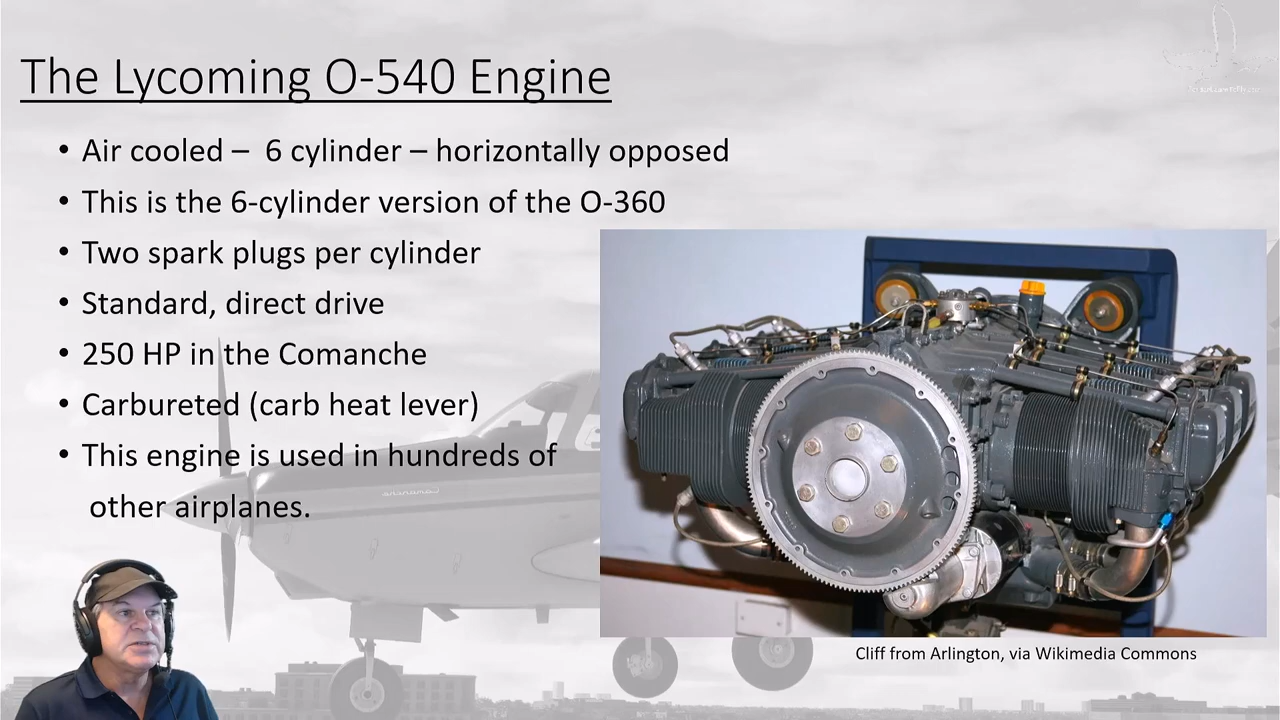 The Lycoming O-540 Engine
• Air cooled – 6 cylinder – horizontally opposed
• This is the 6-cylinder version of the O-360
• Two spark plugs per cylinder
• Standard, direct drive
• 250 HP in the Comanche
• Carbureted (carb heat lever)
• This engine is used in hundreds of
other airplanes.
Comanche
Cliff from Arlington, via Wikimedia Commons